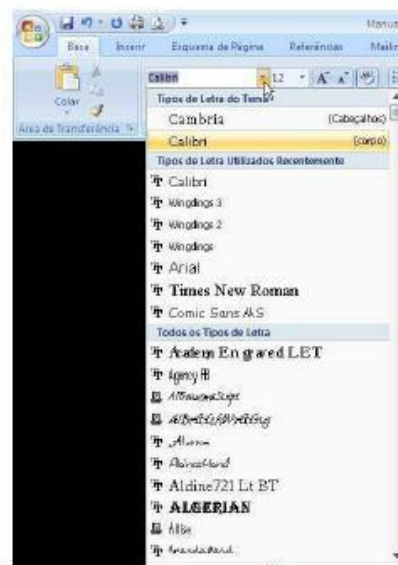 Manua
Base Inserir Esquema de Página Referências Mailin
Calibri 12
Colar
Área de Transferência
Tipos de Letra do Tema
Cambria (Cabeçalhos)
Calibri (corpo)
Tipos de Letra Utilizados Recentemente
Calibri
Wingdings 3
Wingdings 2
Wingdings
Arial
Times New Roman
Comic Sans MS
Todos os Tipos de Letra
Academy Engraved LET
Agency FB
Aldine721 Lt BT
ALGERIAN